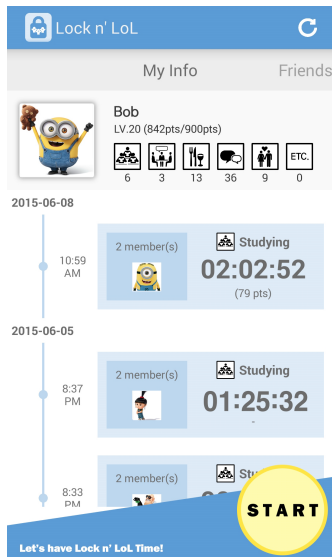 Lock n' LoL
My Info Friends
Bob
LV.20 (842pts/900pts)
ETC.
6 3 13 36 9 0
2015-06-08
10:59
AM
2 member(s)
Studying
02:02:52
(79 pts)
2015-06-05
8:37
PM
2 member(s)
Studying
01:25:32
-
8:33
PM
2 member(s)
START
Let's have Lock n' LoL Time!